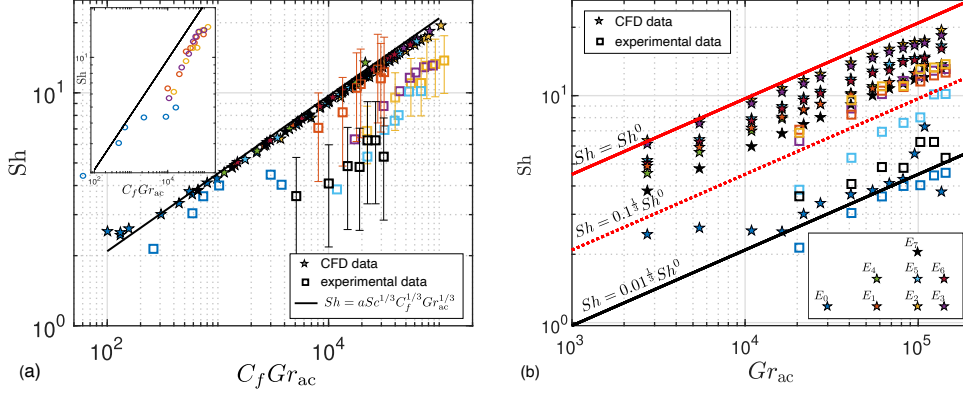 Sh
10^1
10^0
10^2
10^4
C_f Gr_ac
(a)
Sh
10^1
10^2
10^4
C_f Gr_ac
CFD data
experimental data
Sh = aSc^{1/3}C_f^{1/3}Gr_ac^{1/3}
Sh
10^1
10^0
10^3
10^4
10^5
Gr_ac
(b)
CFD data
experimental data
Sh = Sh^0
Sh = 0.1^{1/3} Sh^0
Sh = 0.01^{1/3} Sh^0
E_7
E_4
E_5
E_6
E_0
E_1
E_2
E_3